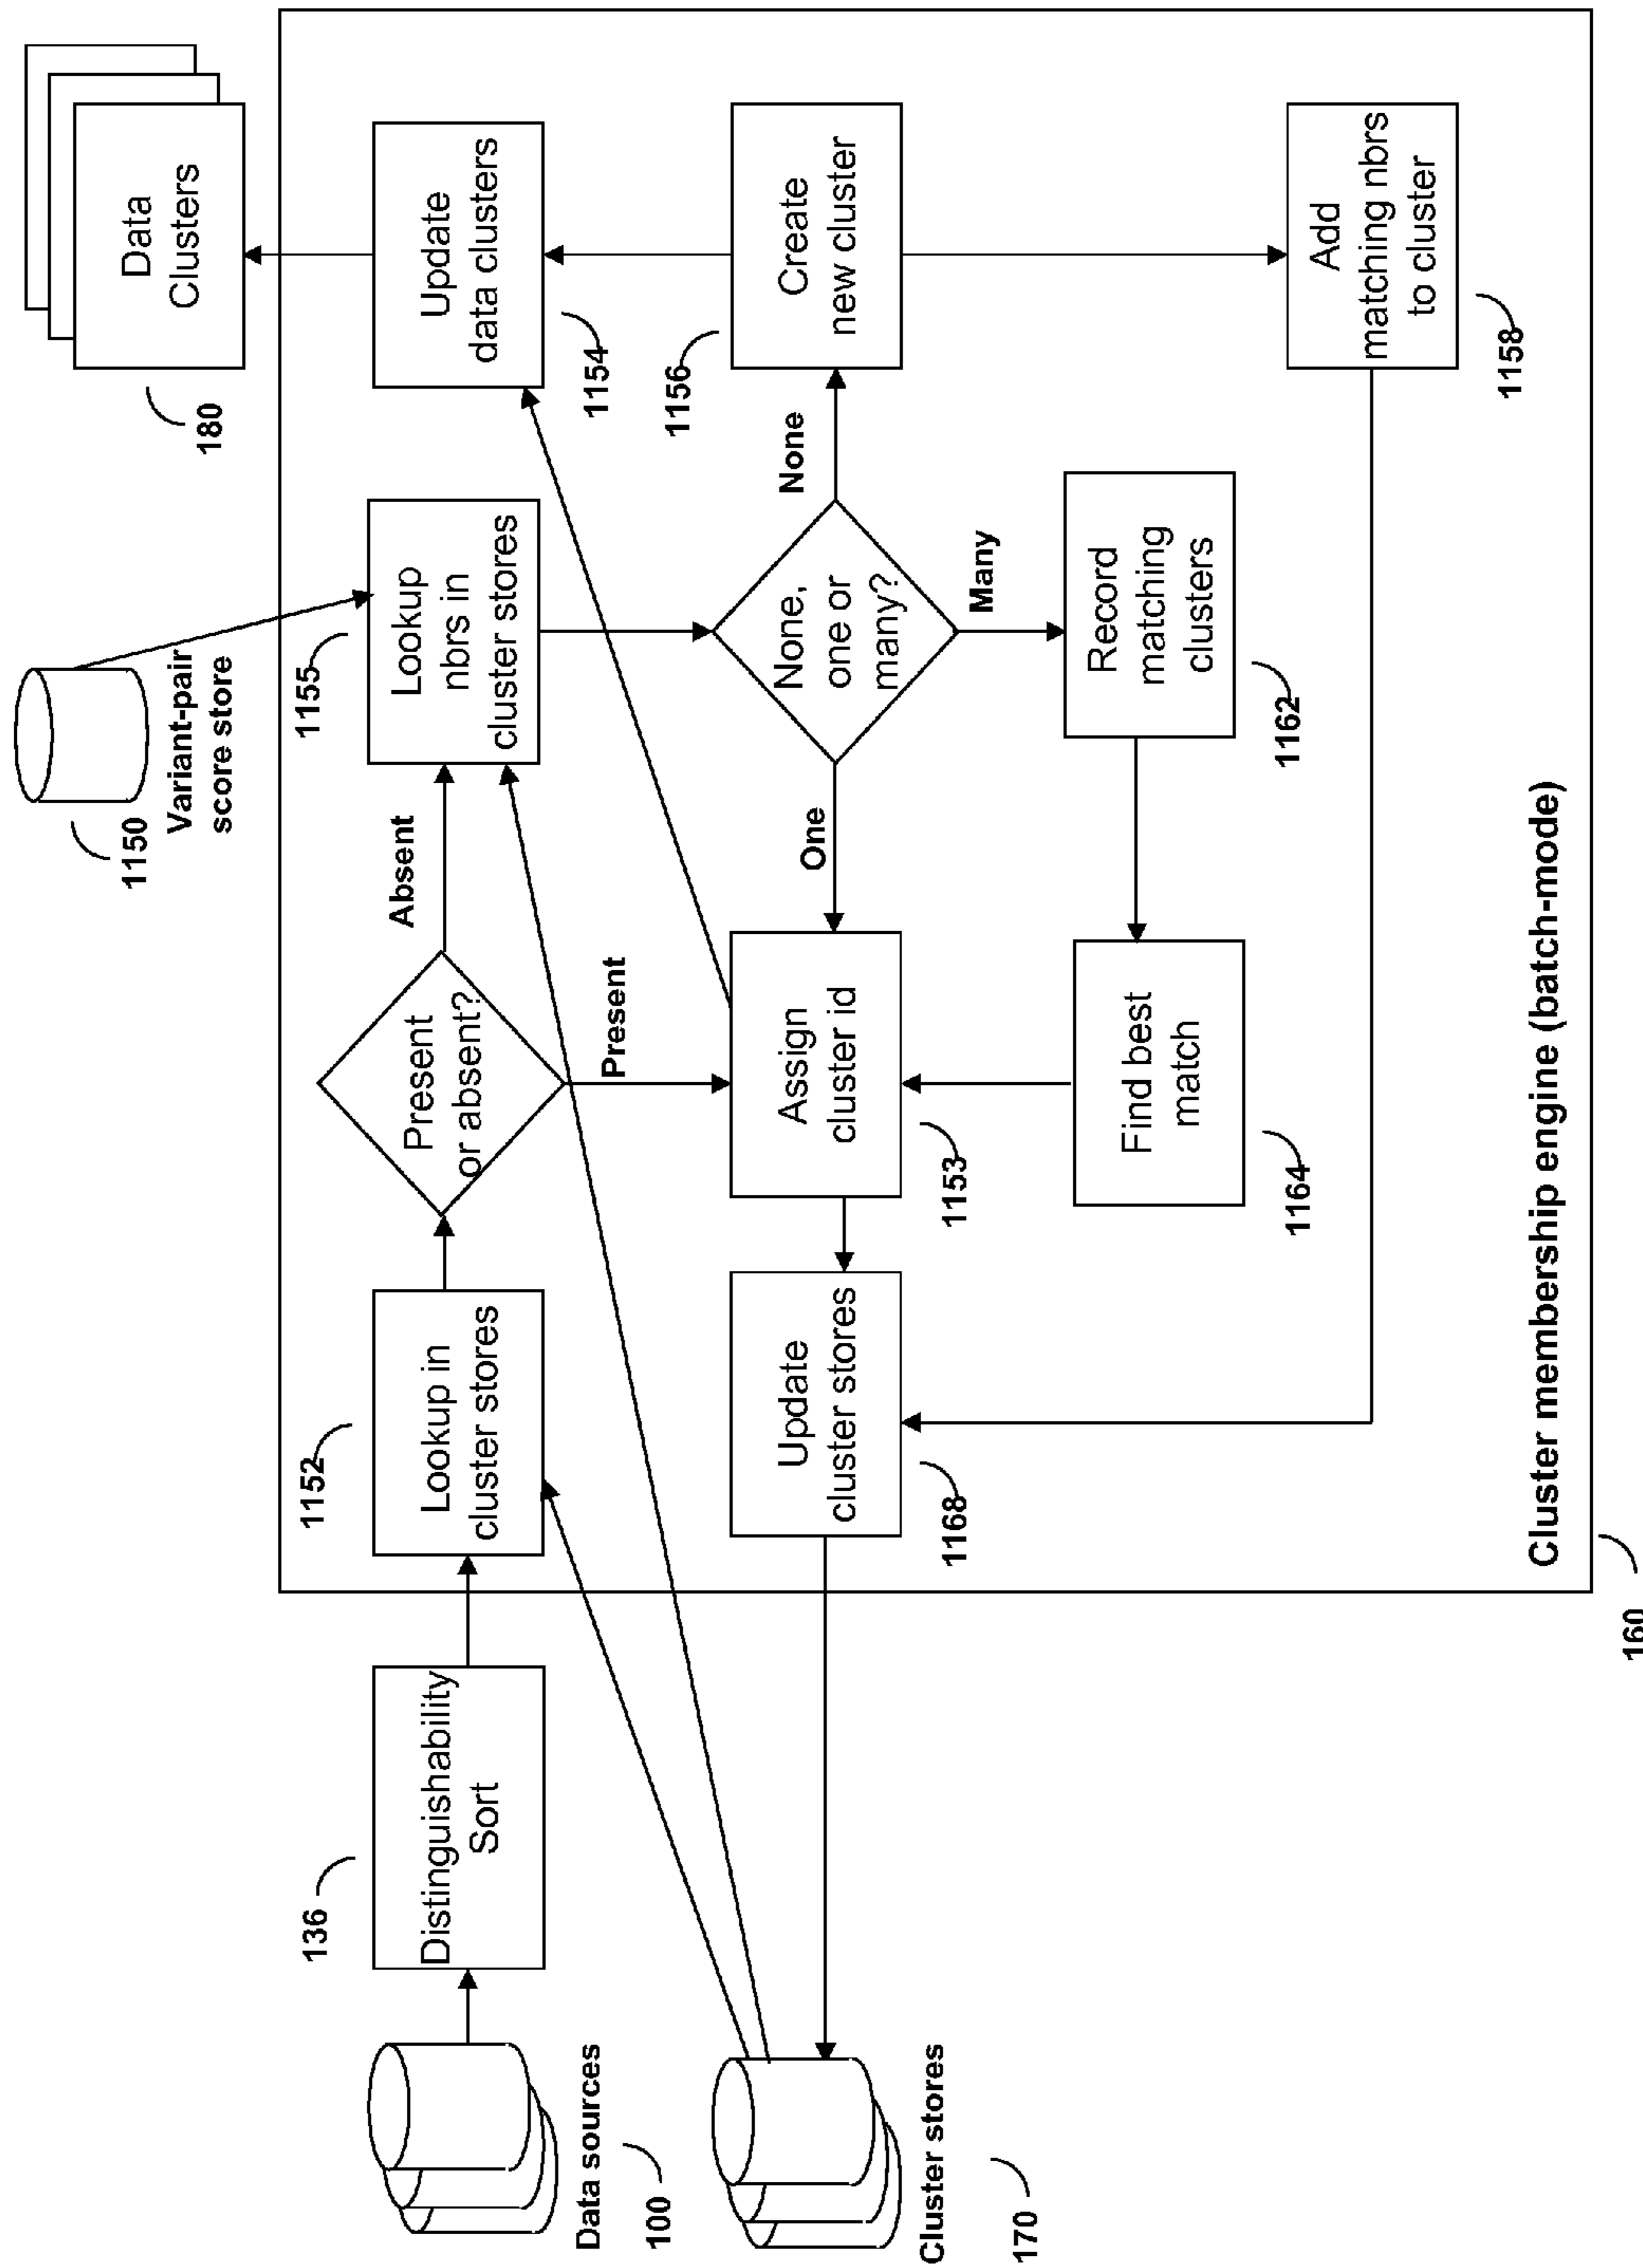 1150
Variant-pair
score store
Data
Clusters
180
Data sources
100
136
Distinguishability
Sort
1152
Lookup in
cluster stores
Present
or absent?
Absent
Present
1155
Lookup
nbrs in
cluster stores
Update
data clusters
1154
Cluster stores
170
Update
cluster stores
1168
Assign
cluster id
1153
One
None,
one or
many?
None
Many
1156
Create
new cluster
Find best
match
1164
Record
matching
clusters
1162
Add
matching nbrs
to cluster
1158
Cluster membership engine (batch-mode)
160